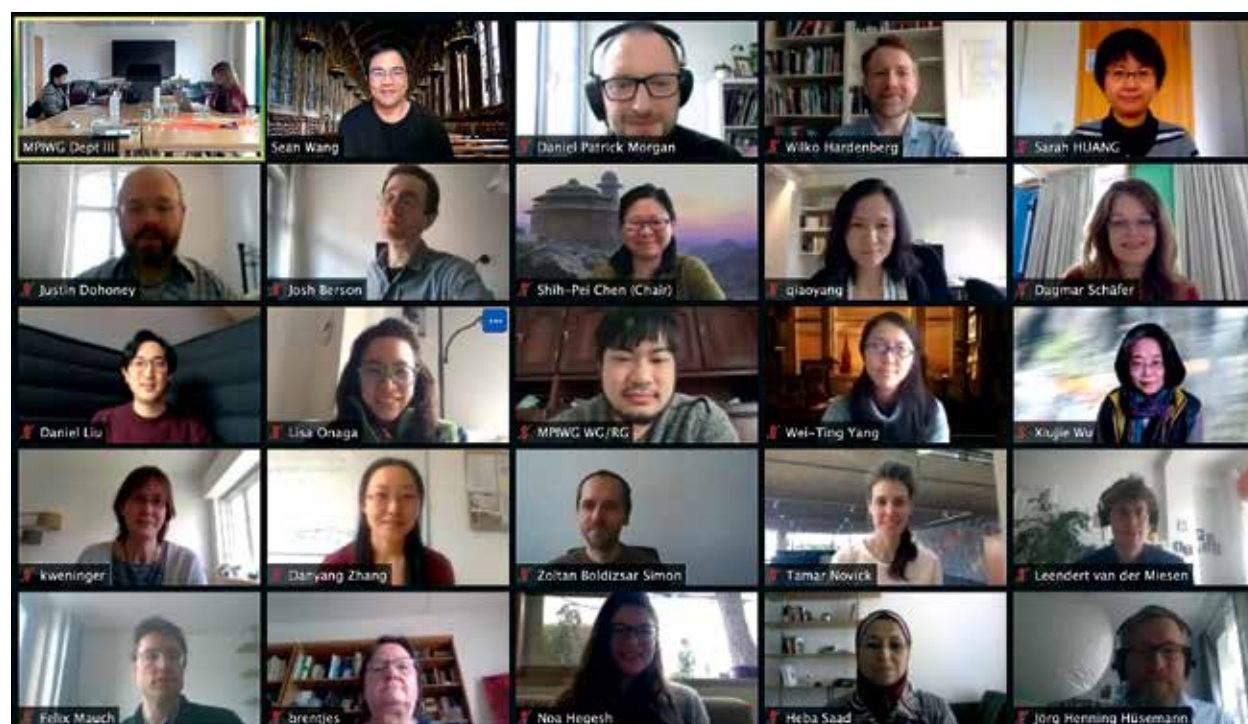 MPIWG Dept III
Sean Wang
Daniel Patrick Morgan
Wilko Hardenberg
Sarah HUANG
Justin Dohoney
Josh Berson
Shih-Pei Chen (Chair)
qiaoyang
Dagmar Schäfer
Daniel Liu
Lisa Onaga
MPIWG WG/RG
Wei-Ting Yang
Xiujie Wu
kweninger
Danyang Zhang
Zoltan Boldizsar Simon
Tamar Novick
Leendert van der Miesen
Felix Mauch
brentjes
Noa Hegesh
Heba Saad
Jörg Henning Hüsemann